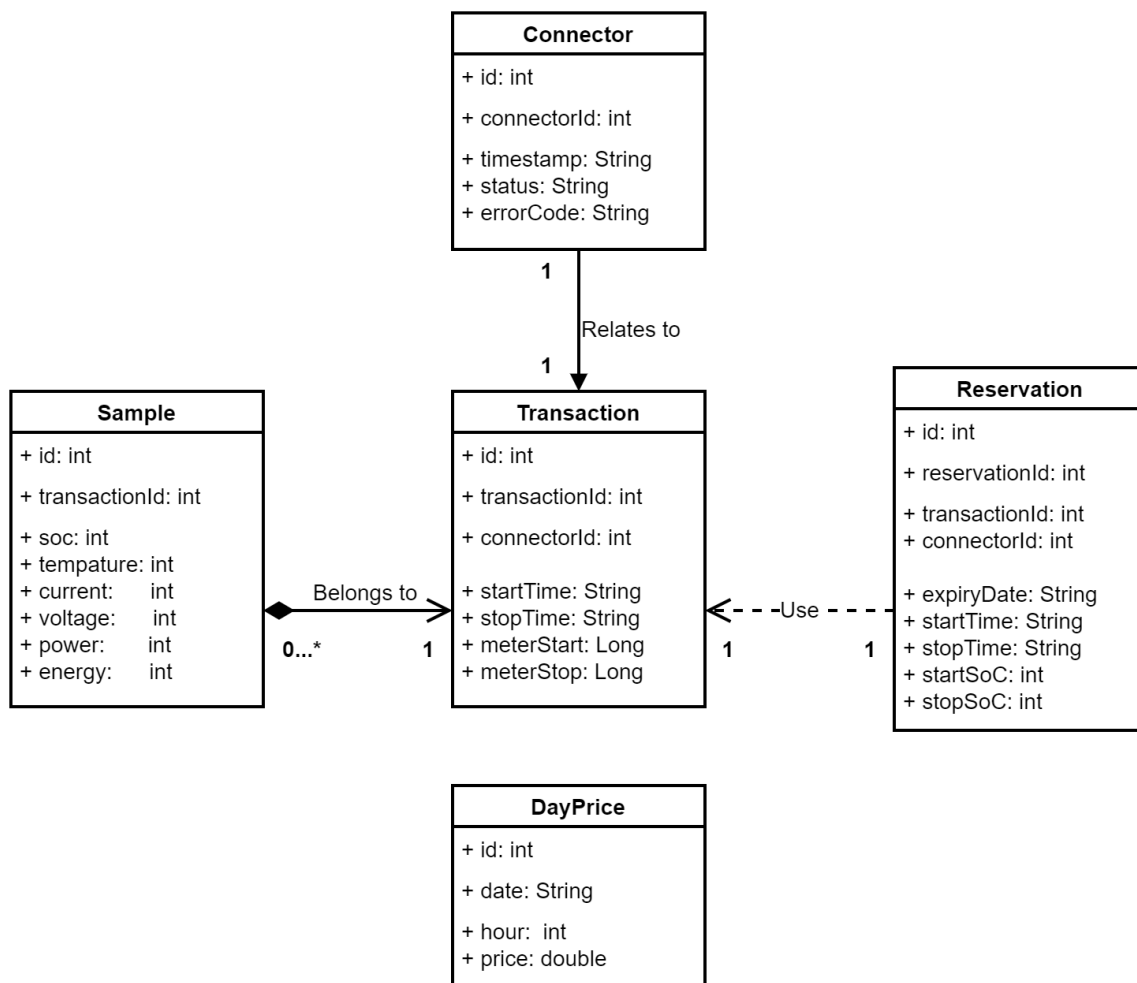 Connector
+ id: int
+ connectorId: int
+ timestamp: String
+ status: String
+ errorCode: String
1
Relates to
1
Sample
+ id: int
+ transactionId: int
+ soc: int
+ tempature: int
+ current: int
+ voltage: int
+ power: int
+ energy: int
Belongs to
0...*
1
Transaction
+ id: int
+ transactionId: int
+ connectorId: int
+ startTime: String
+ stopTime: String
+ meterStart: Long
+ meterStop: Long
Use
1
1
Reservation
+ id: int
+ reservationId: int
+ transactionId: int
+ connectorId: int
+ expiryDate: String
+ startTime: String
+ stopTime: String
+ startSoC: int
+ stopSoC: int
DayPrice
+ id: int
+ date: String
+ hour: int
+ price: double